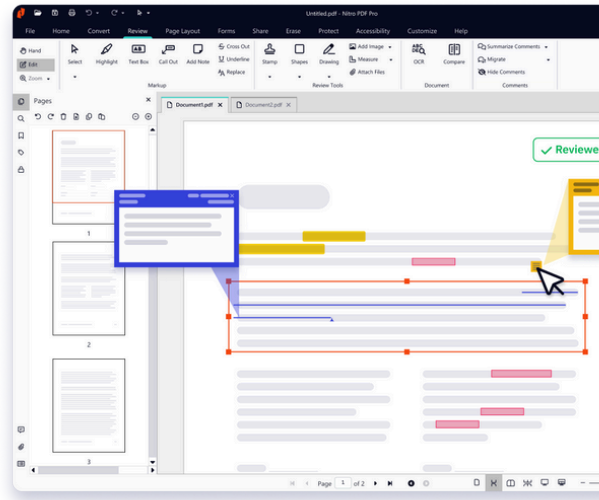 Untitled.pdf - Nitro PDF Pro
File Home Convert Review Page Layout Forms Share Erase Protect Accessibility Customize Help
Hand
Edit
Zoom
Select
Highlight
Text Box
Call Out
Add Note
Cross Out
Underline
Replace
Markup
Stamp
Shapes
Drawing
Add Image
Measure
Attach Files
Review Tools
OCR
Compare
Document
Summarize Comments
Migrate
Hide Comments
Comments
Pages
Document1.pdf
Document2.pdf
1
2
3
Reviewe
Page 1 of 2